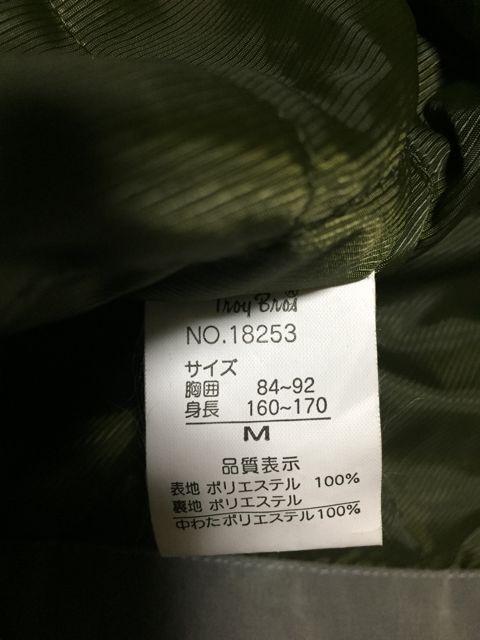 Troy Bros
NO.18253
サイズ
胸囲 84~92
身長 160~170
M
品質表示
表地 ポリエステル 100%
裏地 ポリエステル
中わたポリエステル100%